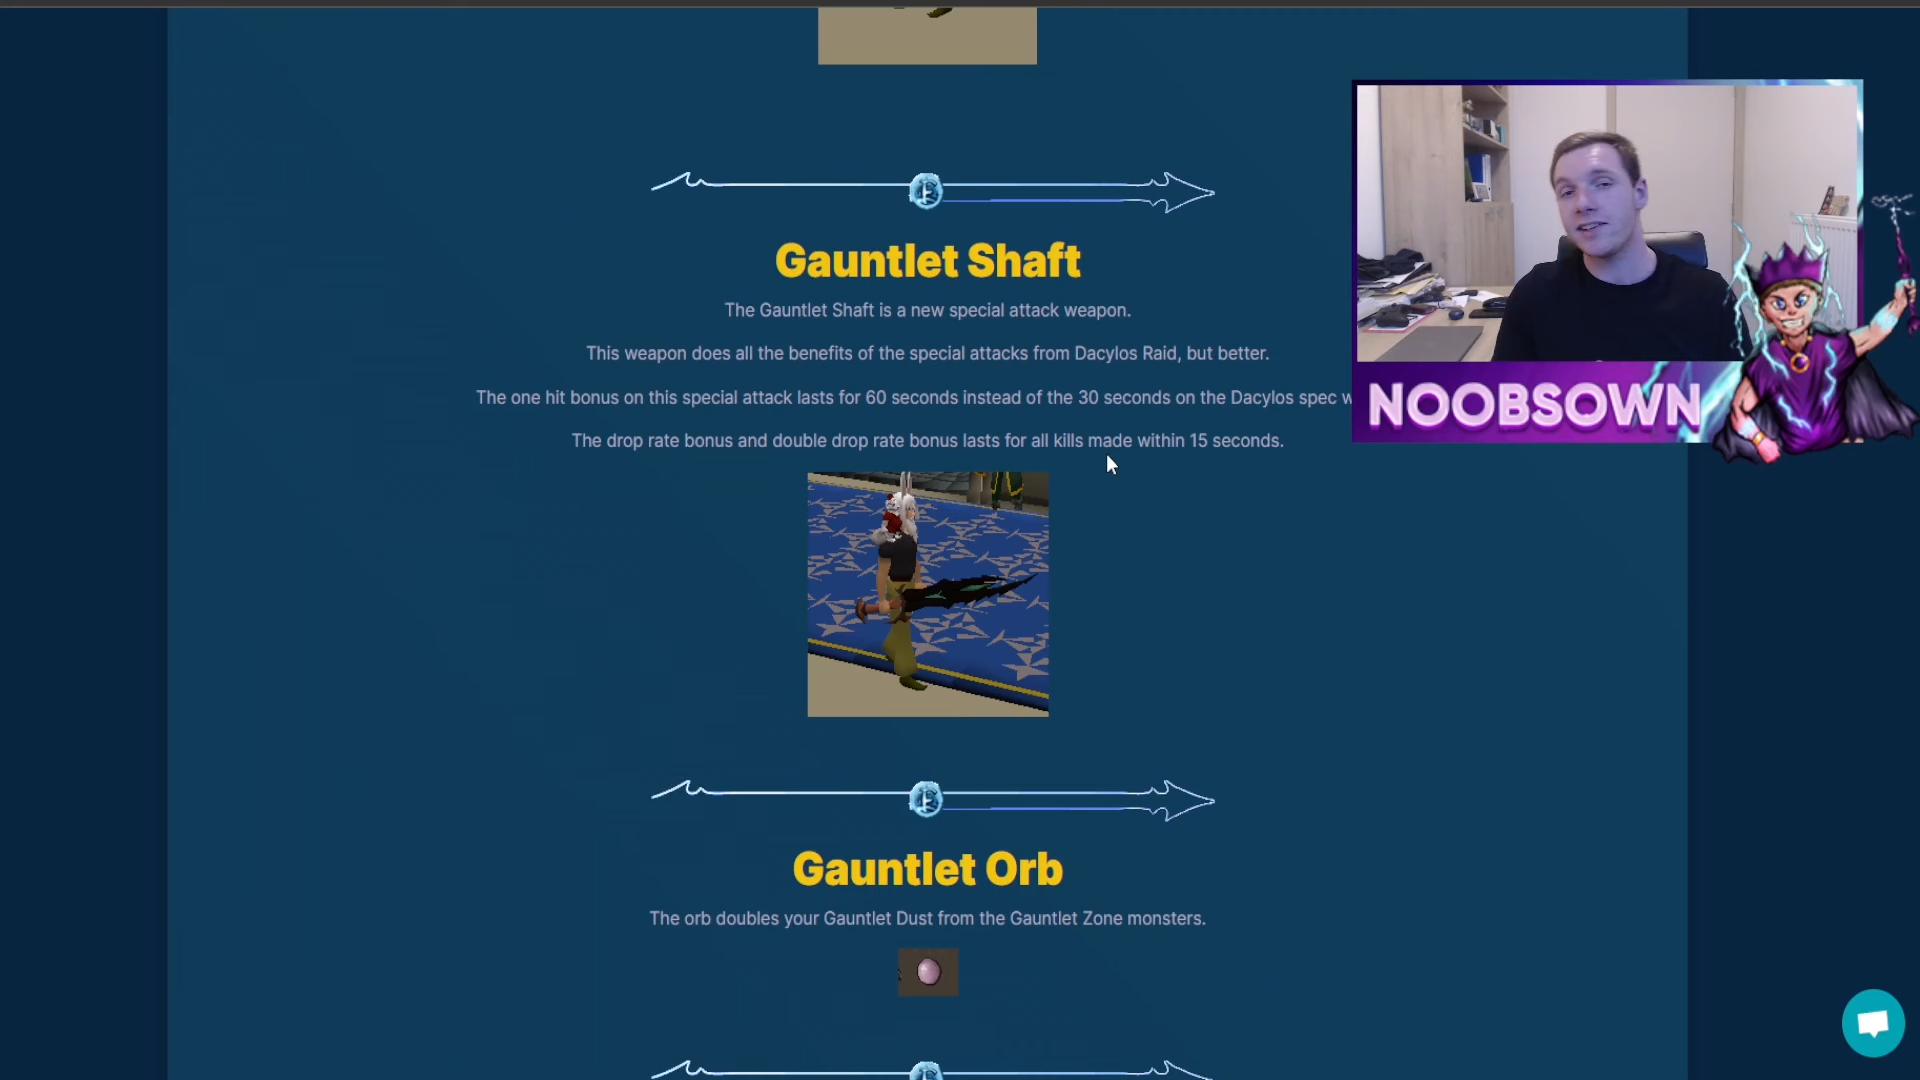 Gauntlet Shaft
The Gauntlet Shaft is a new special attack weapon.
This weapon does all the benefits of the special attacks from Dacylos Raid, but better.
The one hit bonus on this special attack lasts for 60 seconds instead of the 30 seconds on the Dacylos spec w
The drop rate bonus and double drop rate bonus lasts for all kills made within 15 seconds.
NOOBSOWN
Gauntlet Orb
The orb doubles your Gauntlet Dust from the Gauntlet Zone monsters.